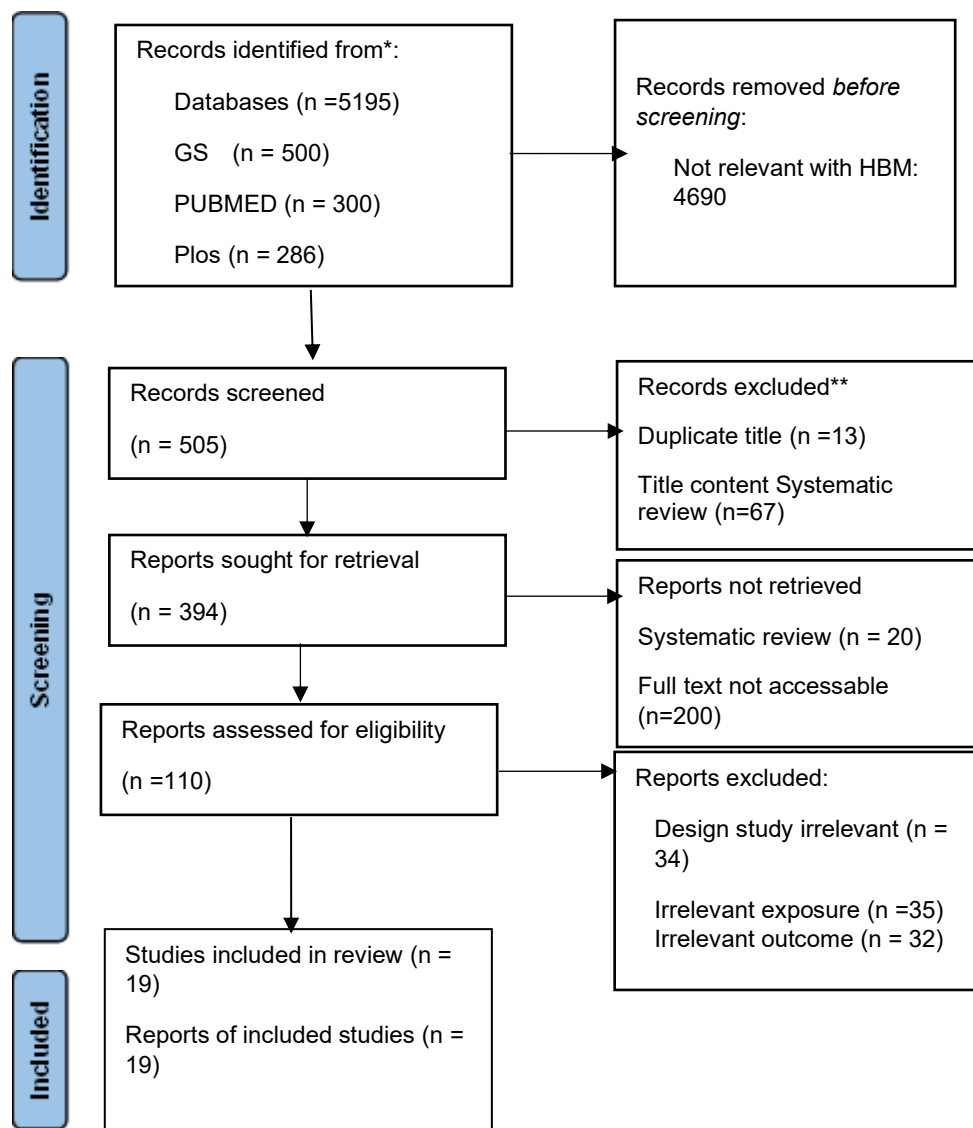 Identification
Records identified from*:
Databases (n =5195)
GS (n = 500)
PUBMED (n = 300)
Plos (n = 286)
Records removed before
screening:
Not relevant with HBM:
4690
Screening
Records screened
(n = 505)
Records excluded**
Duplicate title (n =13)
Title content Systematic
review (n=67)
Reports sought for retrieval
(n = 394)
Reports not retrieved
Systematic review (n = 20)
Full text not accessable
(n=200)
Reports assessed for eligibility
(n =110)
Reports excluded:
Design study irrelevant (n =
34)
Irrelevant exposure (n =35)
Irrelevant outcome (n = 32)
Included
Studies included in review (n =
19)
Reports of included studies (n =
19)